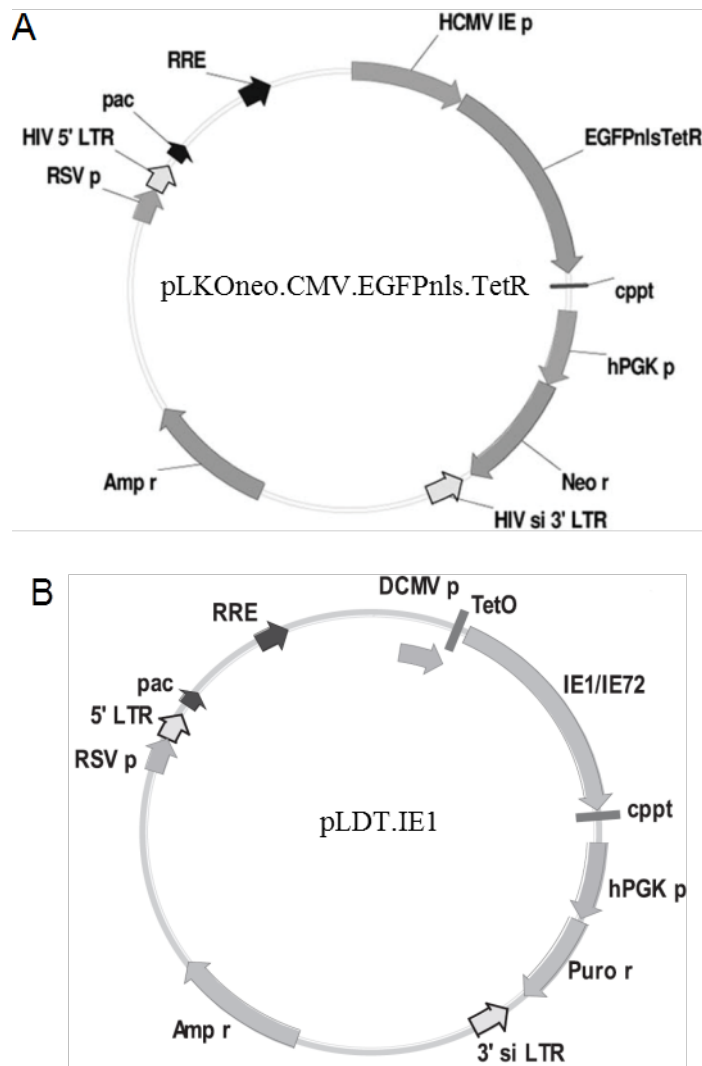 A
HCMV IE p
RRE
pac
HIV 5' LTR
RSV p
EGFPnlsTetR
pLKOneo.CMV.EGFPnls.TetR
cppt
hPGK p
Amp r
Neo r
HIV si 3' LTR
B
DCMV p
TetO
RRE
pac
5' LTR
RSV p
IE1/IE72
pLDT.IE1
cppt
hPGK p
Puro r
Amp r
3' si LTR